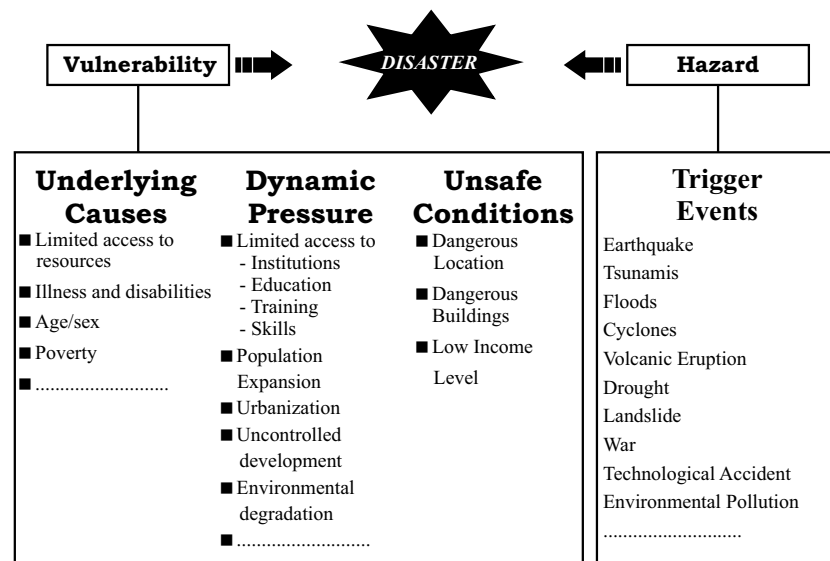 Vulnerability
DISASTER
Hazard
Underlying
Causes
■ Limited access to
resources
■ Illness and disabilities
■ Age/sex
■ Poverty
■ ...........................
Dynamic
Pressure
■ Limited access to
- Institutions
- Education
- Training
- Skills
■ Population
Expansion
■ Urbanization
■ Uncontrolled
development
■ Environmental
degradation
■ ...........................
Unsafe
Conditions
■ Dangerous
Location
■ Dangerous
Buildings
■ Low Income
Level
Trigger
Events
Earthquake
Tsunamis
Floods
Cyclones
Volcanic Eruption
Drought
Landslide
War
Technological Accident
Environmental Pollution
............................